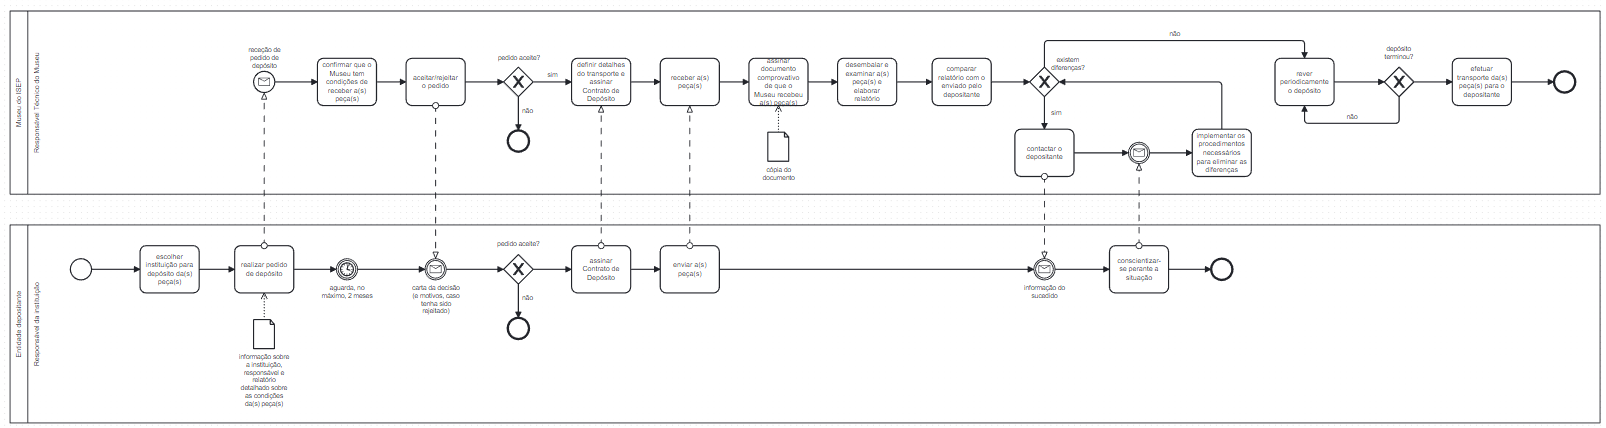 Museu do ISEP
Responsável Técnico do Museu
receção de
pedido de
depósito
confirmar que o
Museu tem
condições de
receber a(s)
peça(s)
aceitar/rejeitar
o pedido
pedido aceite?
sim
não
definir detalhes
do transporte e
assinar
Contrato de
Depósito
receber a(s)
peça(s)
assinar
documento
comprovativo
de que o
Museu recebeu
a(s) peça(s)
cópia do
documento
desembalar e
examinar a(s)
peça(s) e
elaborar
relatório
comparar
relatório com o
enviado pelo
depositante
existem
diferenças?
não
sim
contactar o
depositante
implementar os
procedimentos
necessários
para eliminar as
diferenças
rever
periodicamente
o depósito
depósito
terminou?
não
efetuar
transporte da(s)
peça(s) para o
depositante
Entidade depositante
Responsável da instituição
escolher
instituição para
depósito da(s)
peça(s)
realizar pedido
de depósito
informação sobre
a instituição,
responsável e
relatório
detalhado sobre
as condições
da(s) peça(s)
aguarda, no
máximo, 2 meses
carta da decisão
(e motivos, caso
tenha sido
rejeitado)
pedido aceite?
não
assinar
Contrato de
Depósito
enviar a(s)
peça(s)
informação do
sucedido
conscientizar-
se perante a
situação